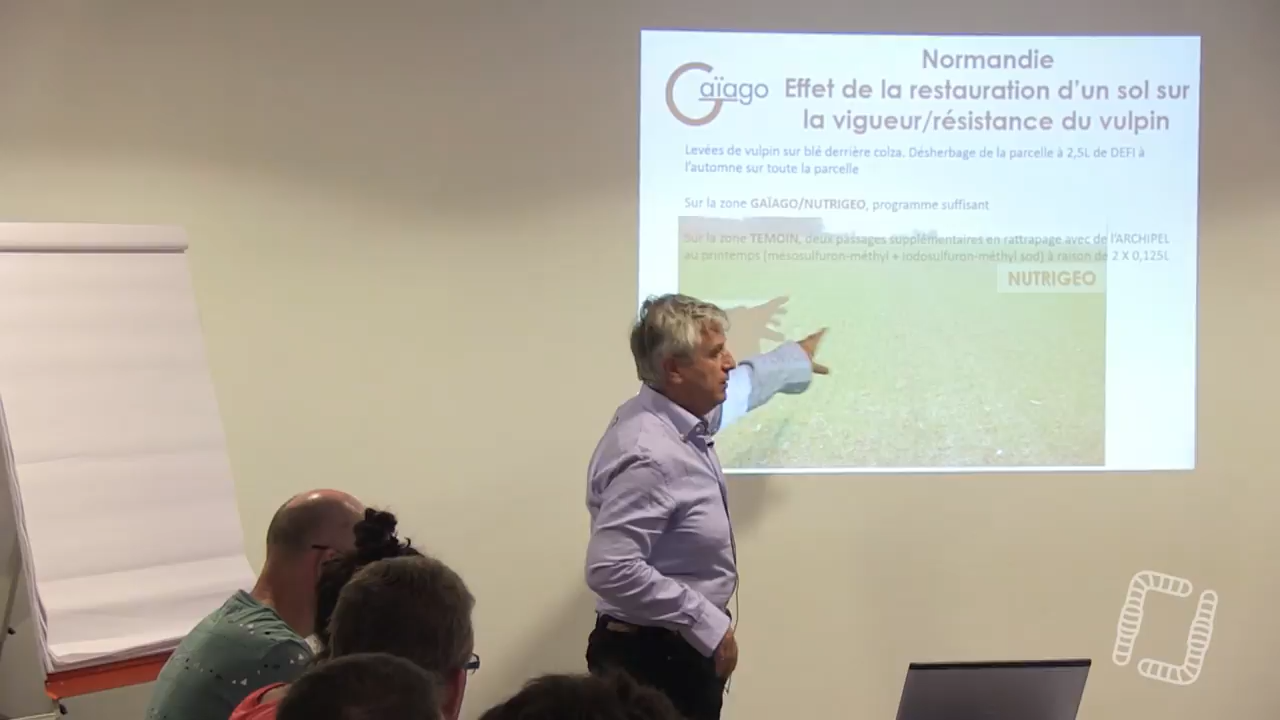 Gaïago
Normandie
Effet de la restauration d'un sol sur
la vigueur/résistance du vulpin
Levées de vulpin sur blé derrière colza. Désherbage de la parcelle à 2,5L de DEFI à
l'automne sur toute la parcelle
Sur la zone GAÏAGO/NUTRIGEO, programme suffisant
Sur la zone TEMOIN, deux passages supplémentaires en rattrapage avec de l'ARCHIPEL
au printemps (mésosulfuron-méthyl + iodosulfuron-méthyl sod) à raison de 2 X 0,125L
NUTRIGEO